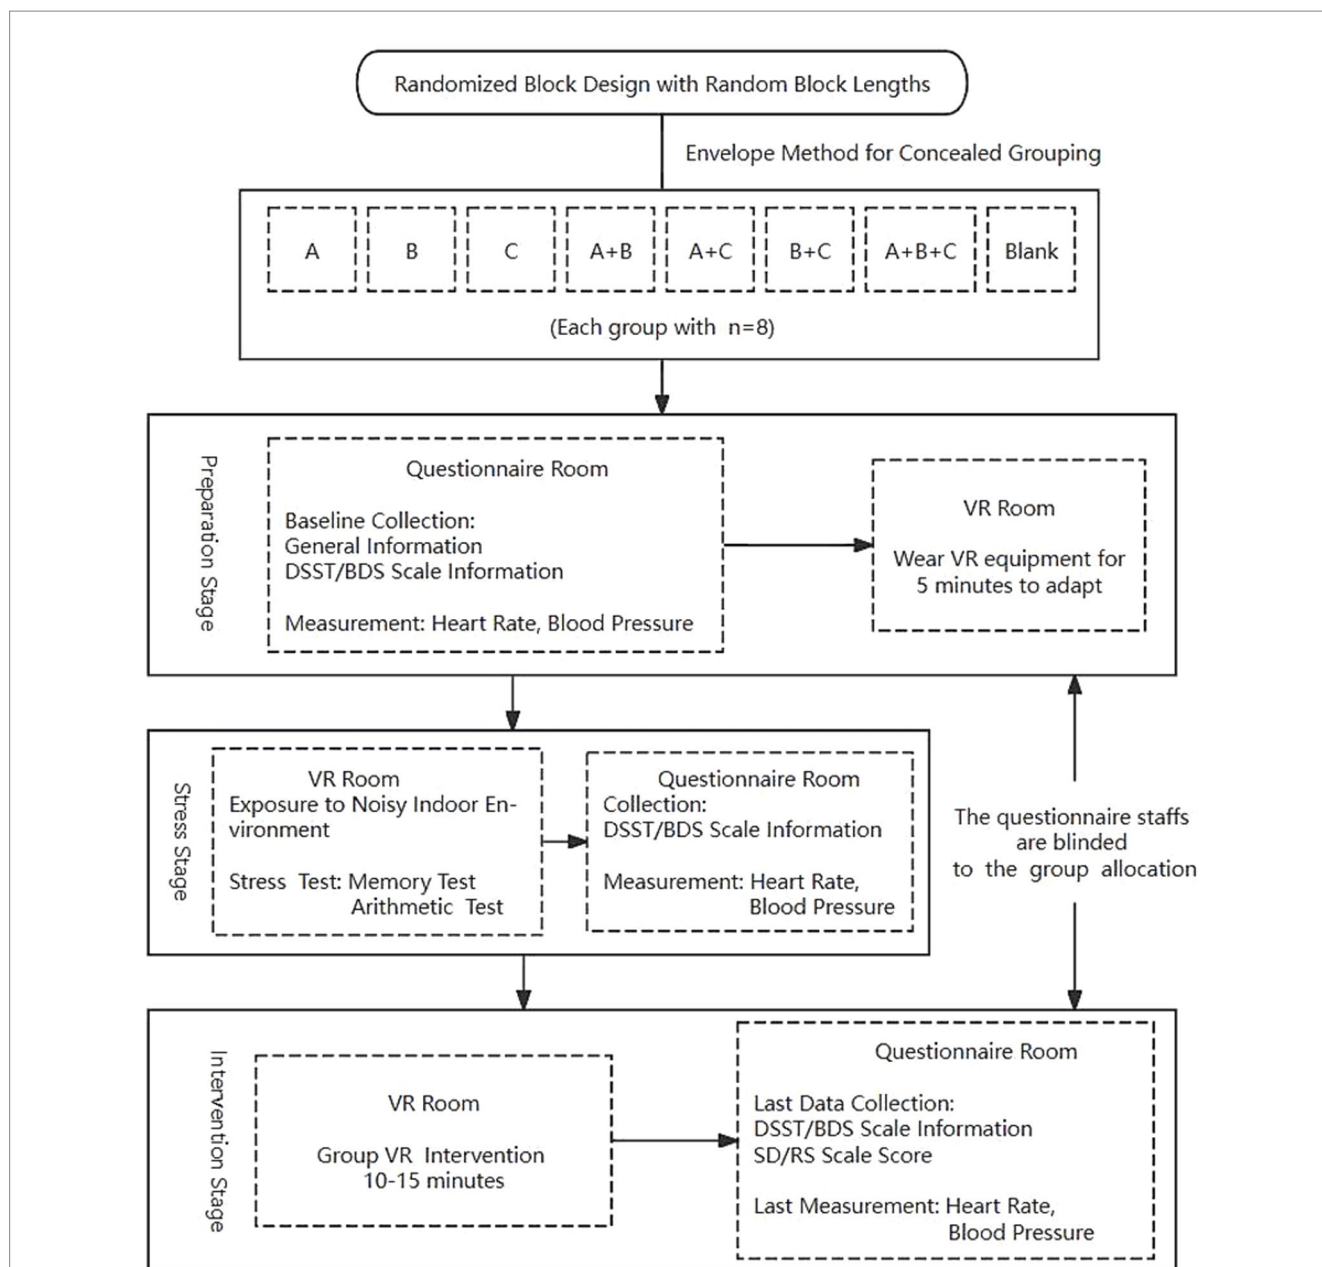 Randomized Block Design with Random Block Lengths
Envelope Method for Concealed Grouping
A
B
C
A+B
A+C
B+C
A+B+C
Blank
(Each group with n=8)
Preparation Stage
Questionnaire Room
Baseline Collection:
General Information
DSST/BDS Scale Information
Measurement: Heart Rate, Blood Pressure
VR Room
Wear VR equipment for
5 minutes to adapt
Stress Stage
VR Room
Exposure to Noisy Indoor En-
vironment
Stress Test: Memory Test
Arithmetic Test
Questionnaire Room
Collection:
DSST/BDS Scale Information
Measurement: Heart Rate,
Blood Pressure
The questionnaire staffs
are blinded
to the group allocation
Intervention Stage
VR Room
Group VR Intervention
10-15 minutes
Questionnaire Room
Last Data Collection:
DSST/BDS Scale Information
SD/RS Scale Score
Last Measurement: Heart Rate,
Blood Pressure